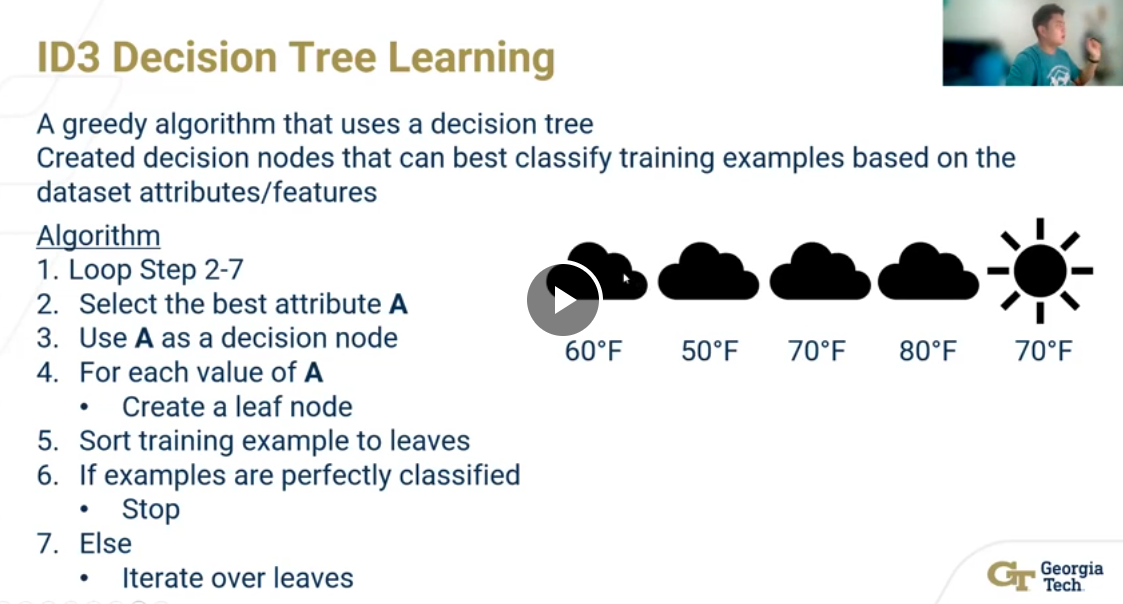 ID3 Decision Tree Learning
A greedy algorithm that uses a decision tree
Created decision nodes that can best classify training examples based on the
dataset attributes/features
Algorithm
1. Loop Step 2-7
2. Select the best attribute A
3. Use A as a decision node
4. For each value of A
• Create a leaf node
5. Sort training example to leaves
6. If examples are perfectly classified
• Stop
7. Else
• Iterate over leaves
60°F 50°F 70°F 80°F 70°F
GT Georgia
Tech